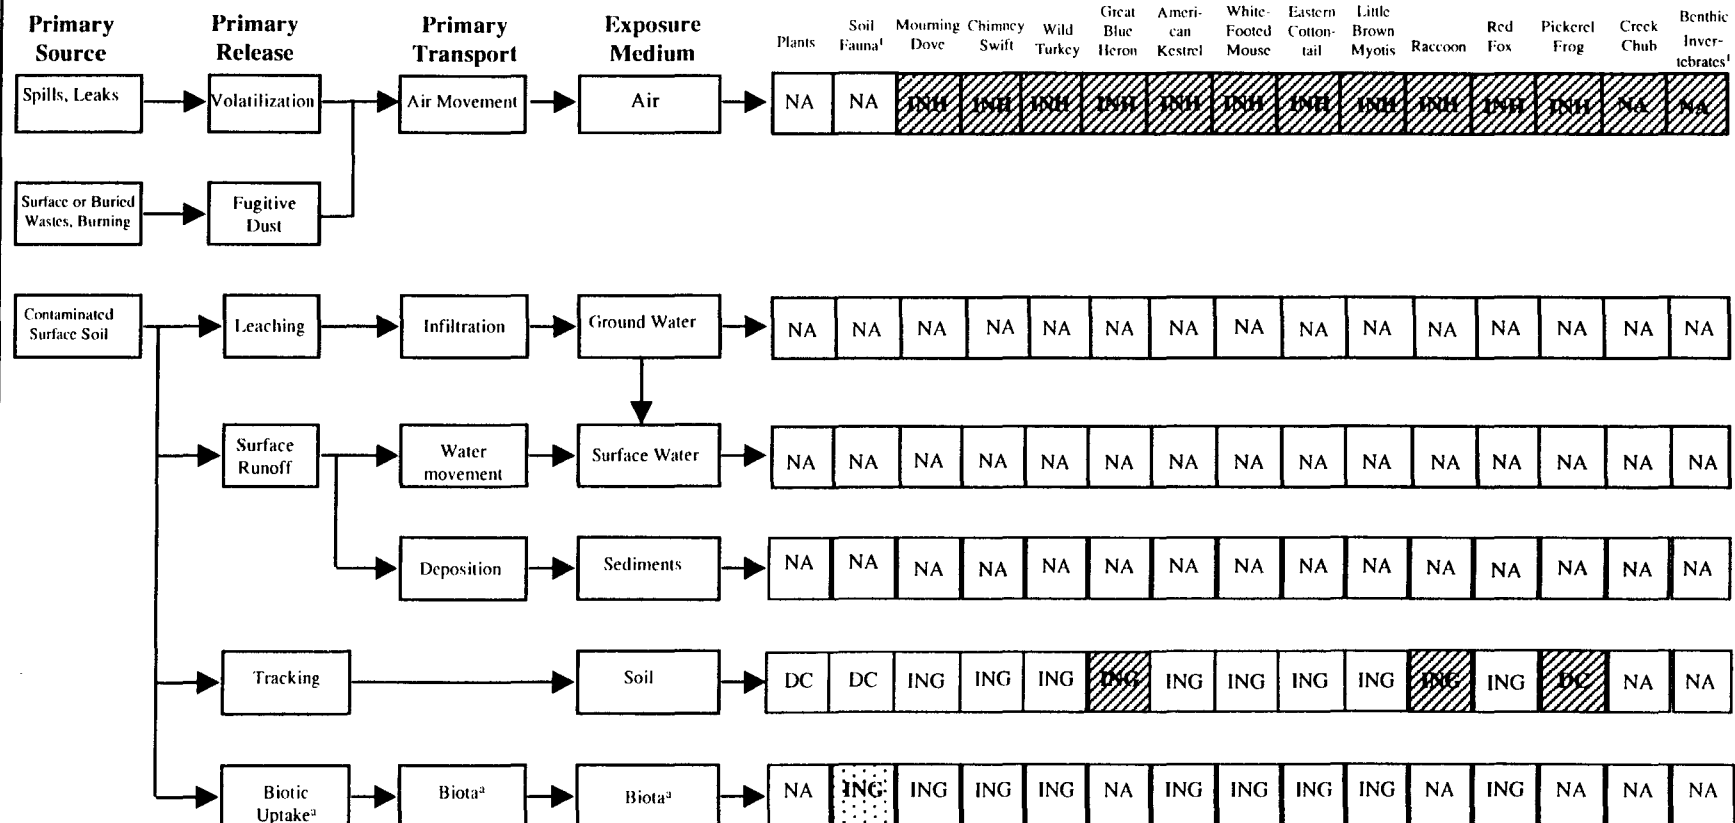 Primary Source
Primary Release
Primary Transport
Exposure Medium
Plants
Soil Fauna¹
Mourning Dove
Chimney Swift
Wild Turkey
Great Blue Heron
Ameri-can Kestrel
White-Footed Mouse
Eastern Cotton-tail
Little Brown Myotis
Raccoon
Red Fox
Pickerel Frog
Creek Chub
Benthic Inver-tebrates¹
Spills, Leaks
Volatilization
Air Movement
Air
NA NA INH INH INH INH INH INH INH INH INH INH INH NA NA
Surface or Buried
Wastes, Burning
Fugitive
Dust
Contaminated
Surface Soil
Leaching
Infiltration
Ground Water
NA NA NA NA NA NA NA NA NA NA NA NA NA NA NA
Surface
Runoff
Water
movement
Surface Water
NA NA NA NA NA NA NA NA NA NA NA NA NA NA NA
Deposition
Sediments
NA NA NA NA NA NA NA NA NA NA NA NA NA NA NA
Tracking
Soil
DC DC ING ING ING ING ING ING ING ING ING ING DC NA NA
Biotic
Uptakeª
Biotaª
Biotaª
NA ING ING ING ING NA ING ING ING ING NA ING NA NA NA